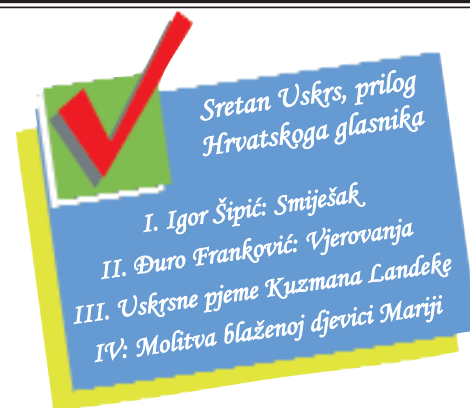 Sretan Uskrs, prilog
Hrvatskoga glasnika
I. Igor Šipić: Smiješak
II. Đuro Franković: Vjerovanja
III. Uskrsne pjeme Kuzmana Landeke
IV: Molitva blaženoj djevici Mariji